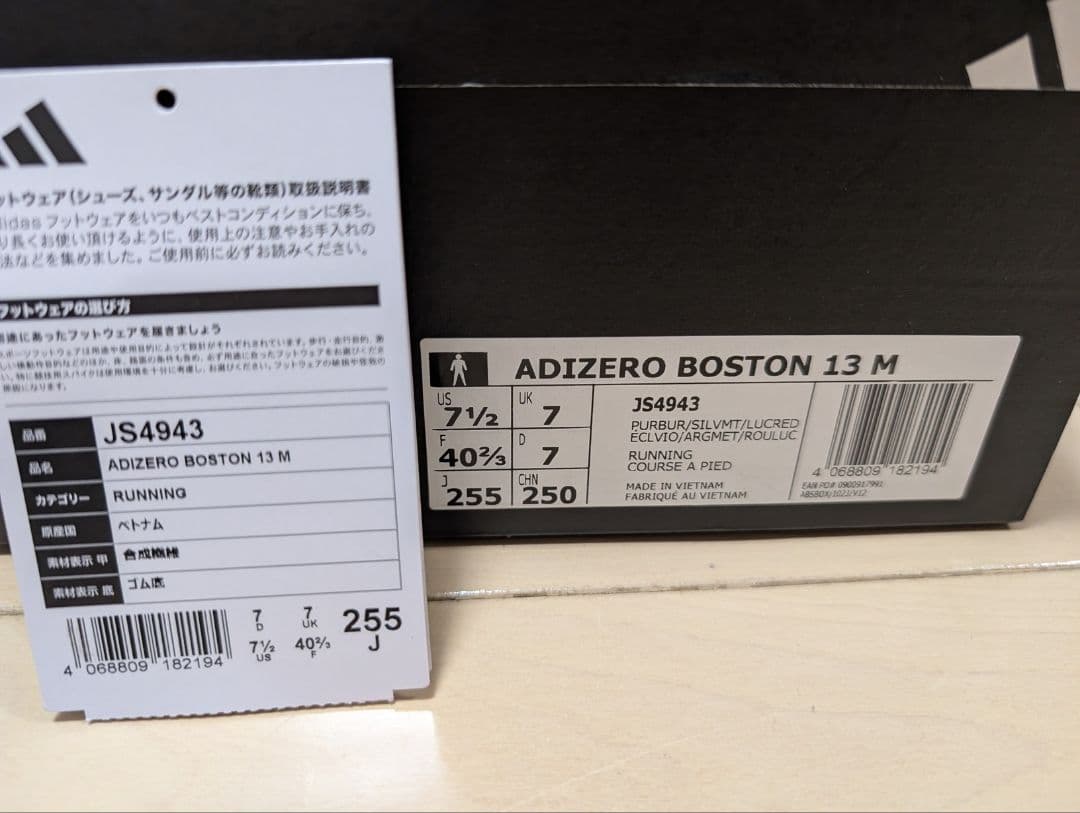 ットウェア(シューズ、サンダル等の靴類)取扱説明書
didas フットウェアをいつもベストコンディションに保ち、
り長くお使い頂けるように、使用上の注意やお手入れの
法などを集めました。ご使用前に必ずお読みください。
フットウェアの選び方
用途にあったフットウェアを履きましょう
品番 JS4943
品名 ADIZERO BOSTON 13 M
カテゴリー RUNNING
原産国 ベトナム
素材表示 甲 合成繊維
素材表示 底 ゴム底
4 068809 182194
7 D 7 UK 255 J
7½ US 40⅔ F
ADIZERO BOSTON 13 M
US 7½ UK 7
F 40⅔ D 7
J 255 CHN 250
JS4943
PURBUR/SILVMT/LUCRED
ÉCLVIO/ARGMET/ROULUC
RUNNING
COURSE A PIED
MADE IN VIETNAM
FABRIQUÉ AU VIETNAM
4 068809 182194
EAN PO# 0900917991